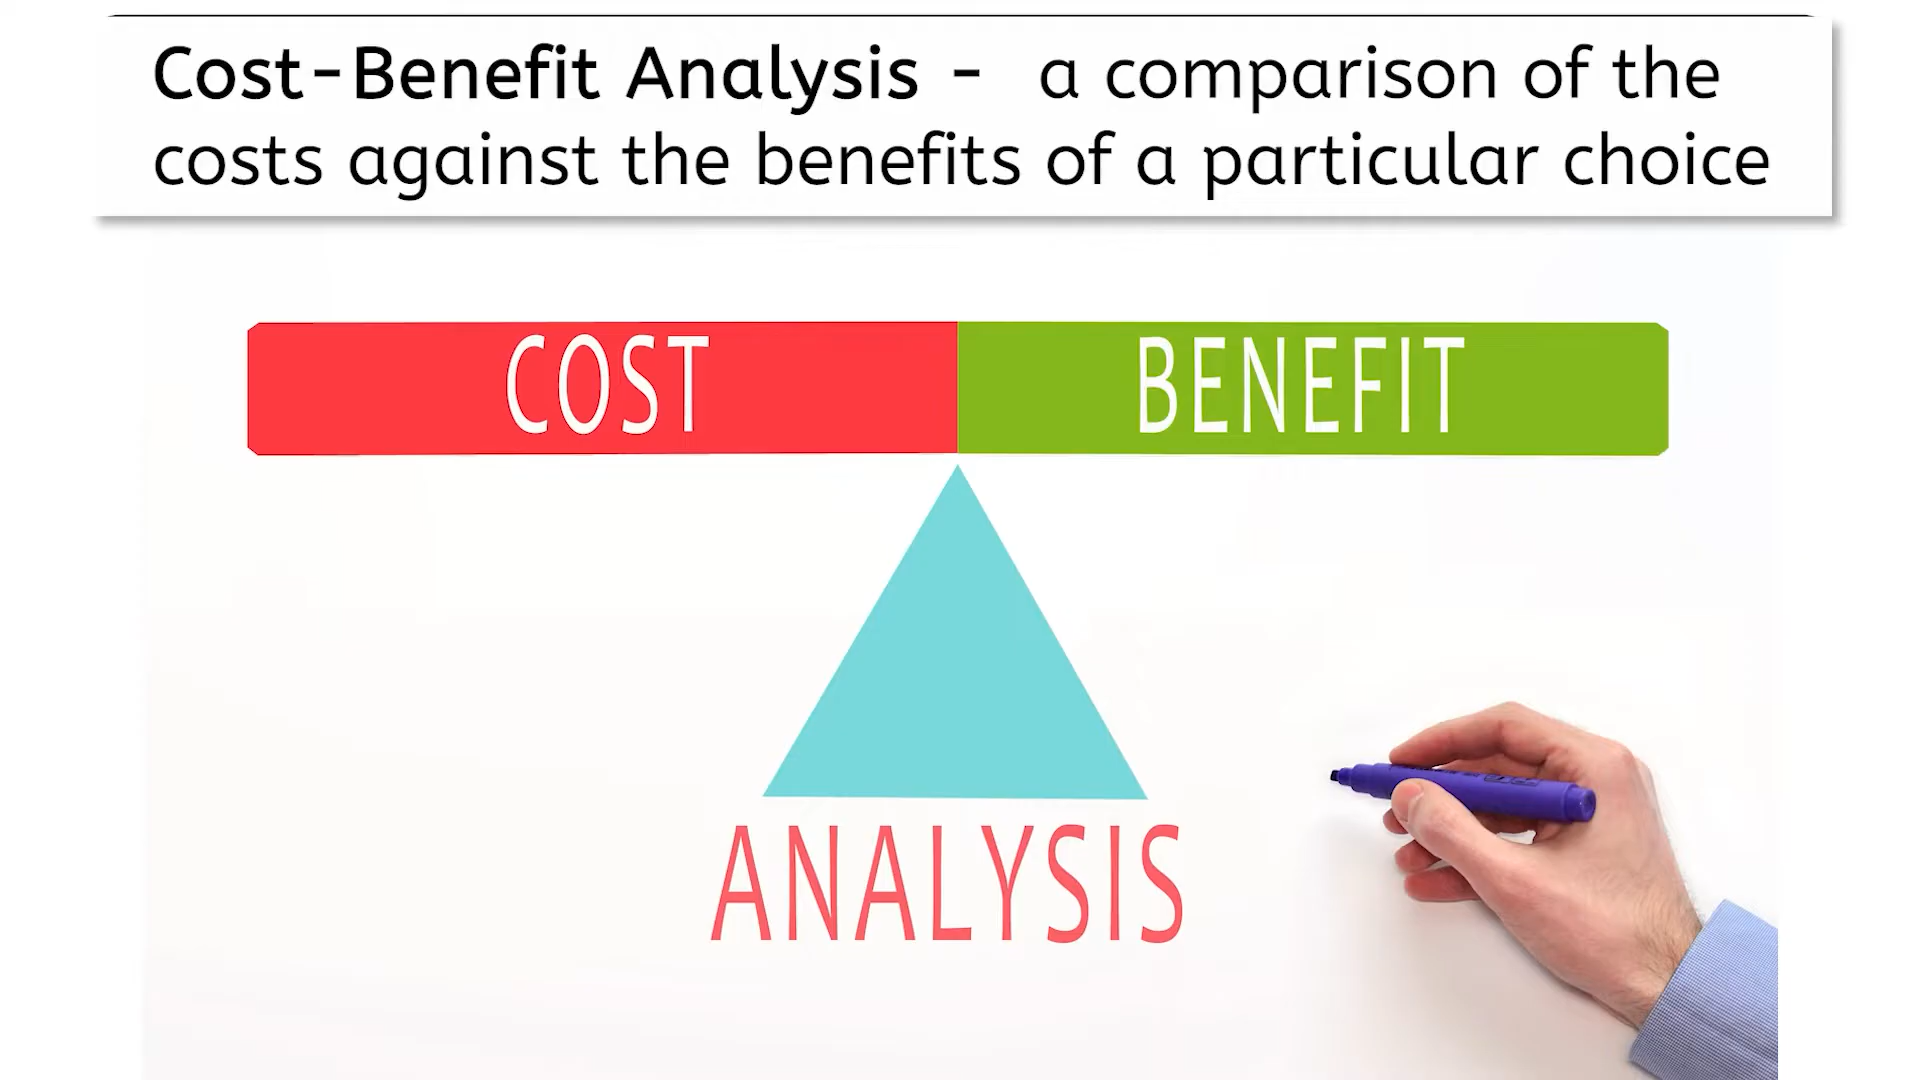 Cost-Benefit Analysis - a comparison of the
costs against the benefits of a particular choice
COST
BENEFIT
ANALYSIS